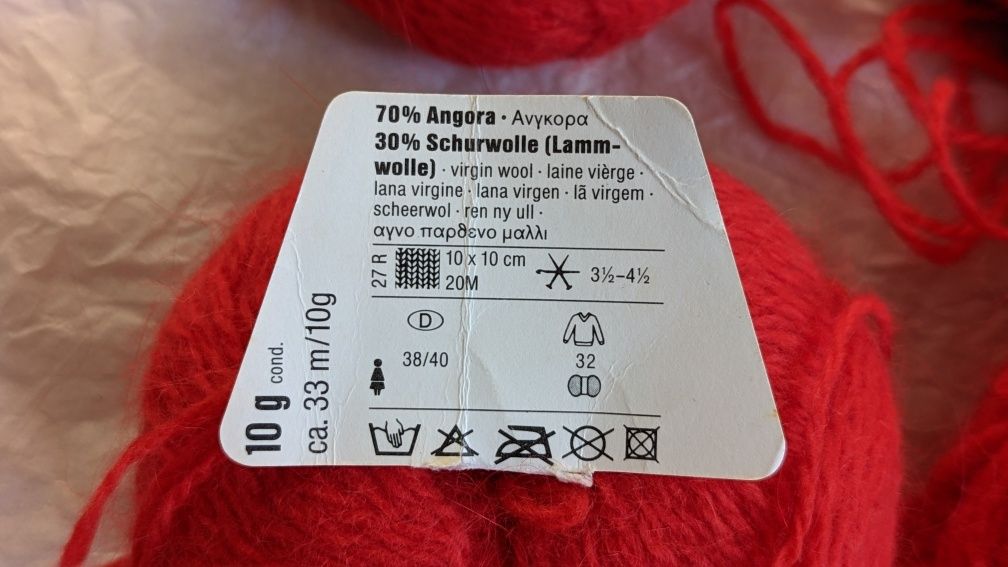 70% Angora · Ανγκορα
30% Schurwolle (Lamm-
wolle) · virgin wool · laine vièrge ·
lana virgine · lana virgen · lã virgem ·
scheerwol · ren ny ull ·
αγνο παρϑενο μαλλι
27 R
10 x 10 cm
20M
3½–4½
D
38/40
32
10 g cond.
ca. 33 m/10g